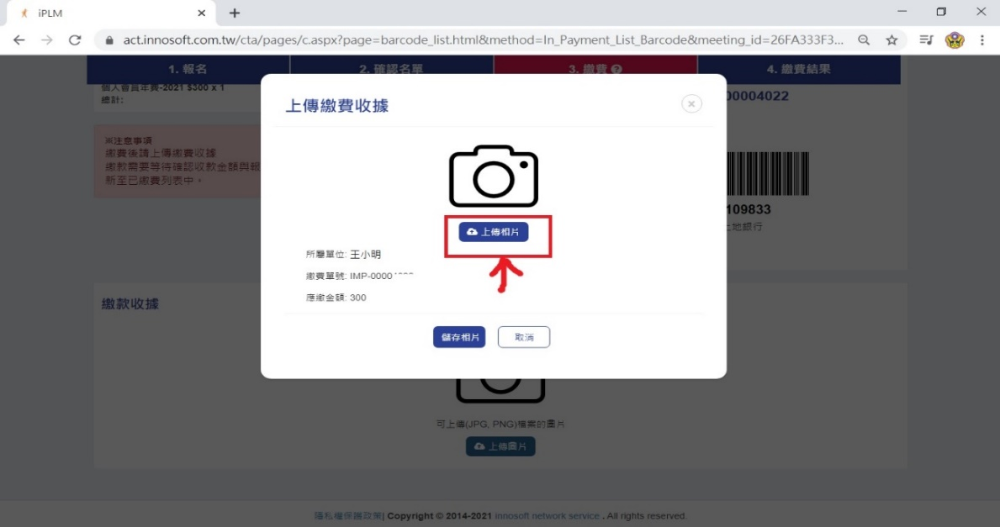 iPLM
act.innosoft.com.tw/cta/pages/c.aspx?page=barcode_list.html&method=In_Payment_List_Barcode&meeting_id=26FA333F3...
1. 報名
2. 確認名單
3. 繳費
4. 繳費結果
個人會員年費-2021 $300 x 1
總計:
00004022
※注意事項
繳費後請上傳繳費收據
繳款需要等待確認收款金額與報
新至已繳費列表中。
109833
土地銀行
上傳繳費收據
上傳相片
所屬單位: 王小明
繳費單號: IMP-0000
應繳金額: 300
儲存相片
取消
繳款收據
可上傳(JPG, PNG)檔案的圖片
上傳圖片
隱私權保護政策| Copyright © 2014-2021 innosoft network service . All rights reserved.